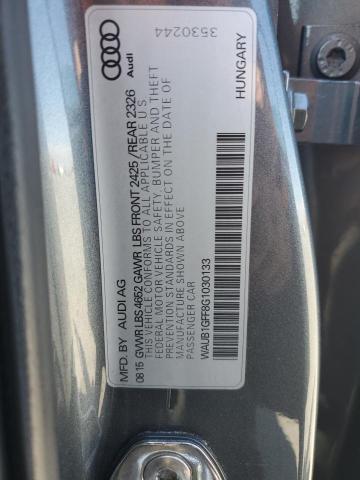 MFD. BY AUDI AG
08.15 GVWR LBS 4652 GAWR LBS FRONT 2425 / REAR 2326
THIS VEHICLE CONFORMS TO ALL APPLICABLE U S
FEDERAL MOTOR VEHICLE SAFETY, BUMPER AND THEFT
PREVENTION STANDARDS IN EFFECT ON THE DATE OF
MANUFACTURE SHOWN ABOVE
PASSENGER CAR
WAUB1GFF8G1030133
Audi
3530244
HUNGARY